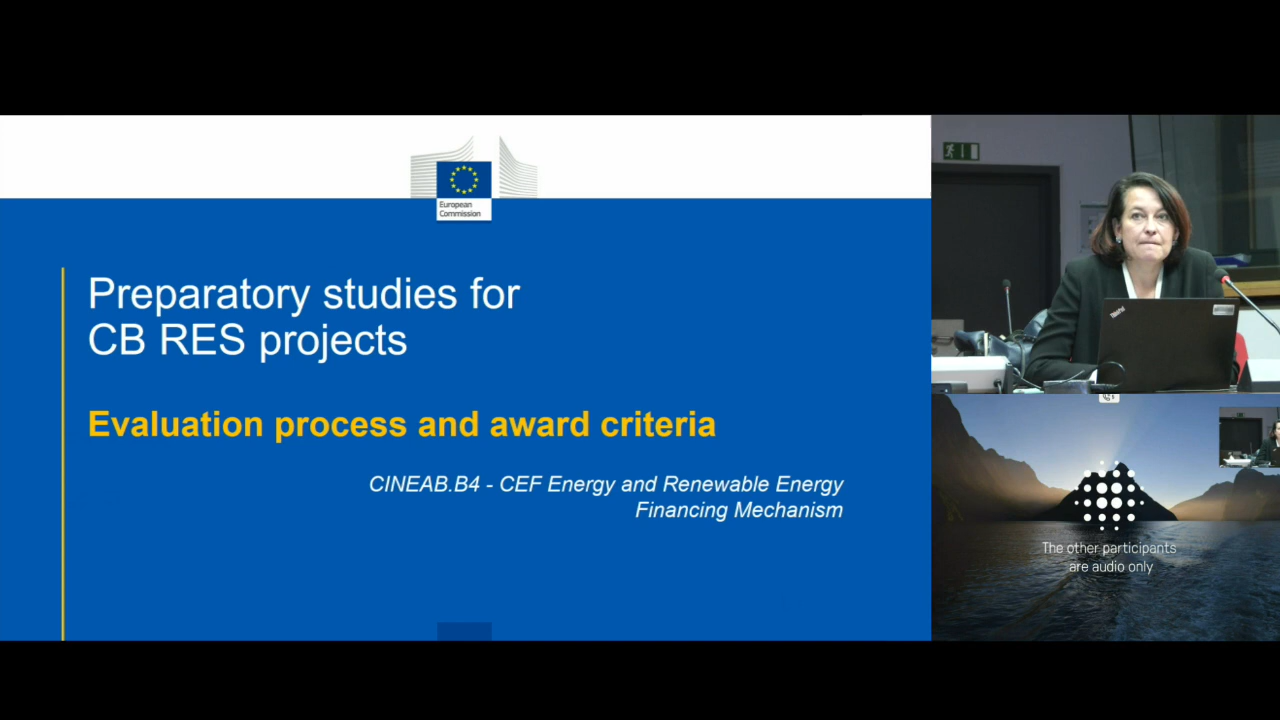 European
Commission
Preparatory studies for
CB RES projects
Evaluation process and award criteria
CINEAB.B4 - CEF Energy and Renewable Energy
Financing Mechanism
ThinkPad
The other participants
are audio only